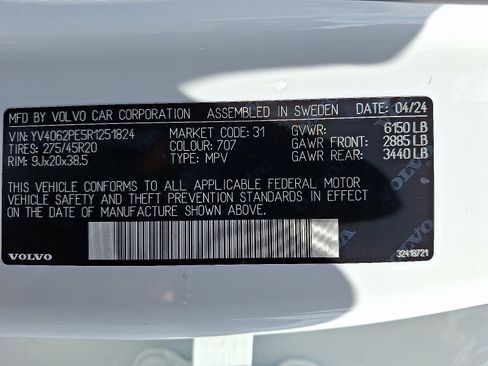 MFD BY VOLVO CAR CORPORATION ASSEMBLED IN SWEDEN DATE: 04/24
VIN: YV4062PE5R1251824 MARKET CODE: 31 GVWR: 6150 LB
TIRES: 275/45R20 COLOUR: 707 GAWR FRONT: 2885 LB
RIM: 9Jx20x38.5 TYPE: MPV GAWR REAR: 3440 LB
THIS VEHICLE CONFORMS TO ALL APPLICABLE FEDERAL MOTOR
VEHICLE SAFETY AND THEFT PREVENTION STANDARDS IN EFFECT
ON THE DATE OF MANUFACTURE SHOWN ABOVE.
VOLVO 32418721